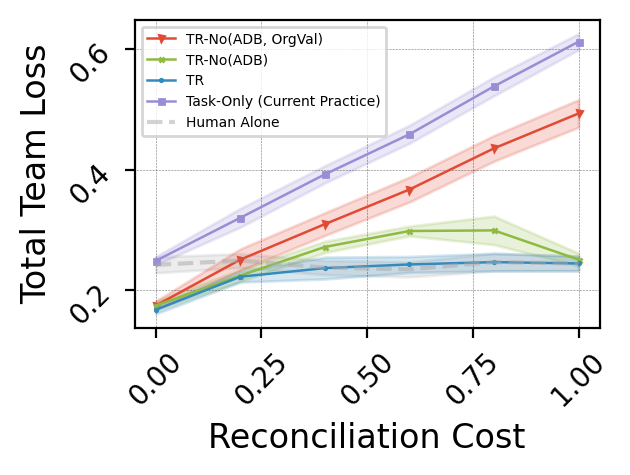 TR-No(ADB, OrgVal)
TR-No(ADB)
TR
Task-Only (Current Practice)
Human Alone
Total Team Loss
0.6
0.4
0.2
0.00
0.25
0.50
0.75
1.00
Reconciliation Cost